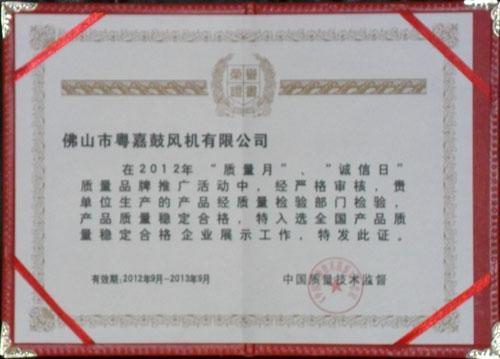 榮譽
證書
佛山市粤嘉鼓风机有限公司
在2012年“质量月”、“诚信日”
质量品牌推广活动中，经严格审核，贵
单位生产的产品经质量检验部门检验，
产品质量稳定合格，特入选全国产品质
量稳定合格企业展示工作，特发此证。
有效期：2012年9月-2013年9月
中国质量技术监督